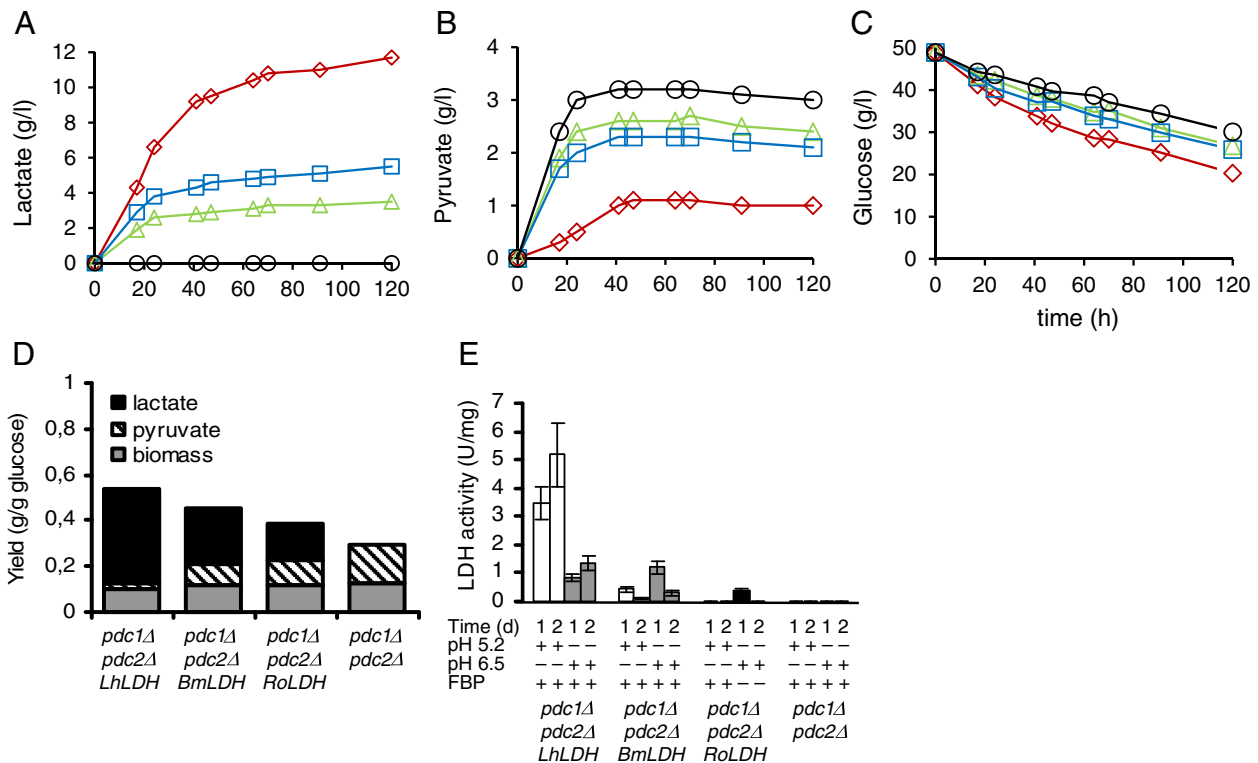 A
Lactate (g/l)
12
10
8
6
4
2
0
0 20 40 60 80 100 120
B
Pyruvate (g/l)
4
3
2
1
0
0 20 40 60 80 100 120
C
Glucose (g/l)
50
40
30
20
10
0
0 20 40 60 80 100 120
time (h)
D
Yield (g/g glucose)
1
0,8
0,6
0,4
0,2
0
lactate
pyruvate
biomass
pdc1Δ pdc1Δ pdc1Δ pdc1Δ
pdc2Δ pdc2Δ pdc2Δ pdc2Δ
LhLDH BmLDH RoLDH
E
LDH activity (U/mg)
7
6
5
4
3
2
1
0
Time (d) 1 2 1 2 1 2 1 2 1 2 1 2 1 2 1 2
pH 5.2 + + − − + + − − + + − − + + − −
pH 6.5 − − + + − − + + − − + + − − + +
FBP + + + + + + + + + + − − + + + +
pdc1Δ pdc1Δ pdc1Δ pdc1Δ
pdc2Δ pdc2Δ pdc2Δ pdc2Δ
LhLDH BmLDH RoLDH